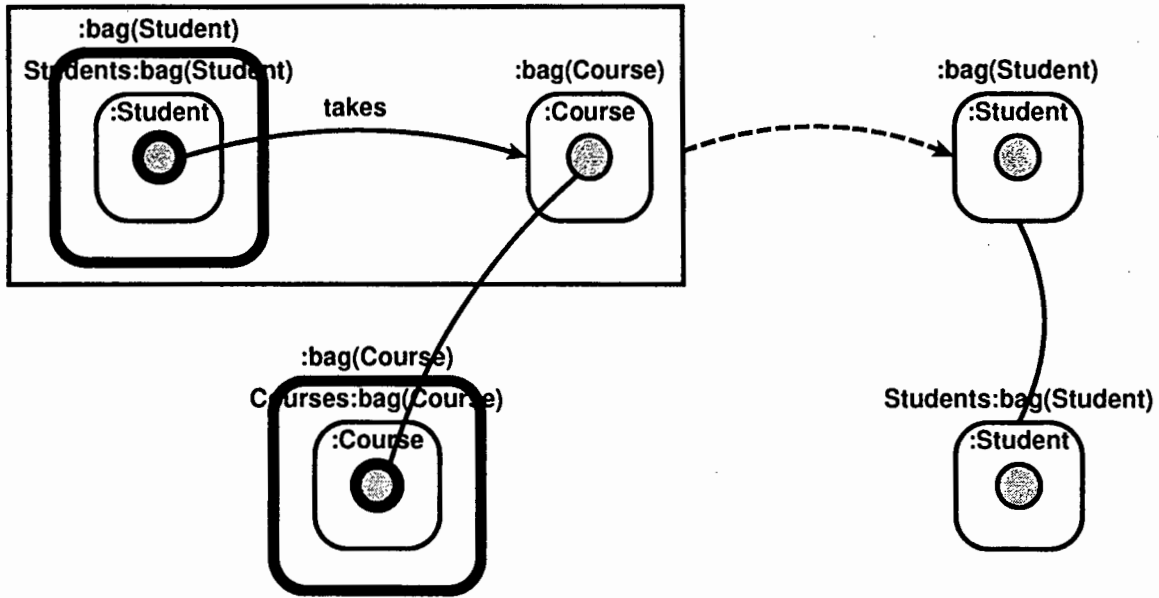 :bag(Student)
Students:bag(Student)
:Student
takes
:bag(Course)
:Course
:bag(Student)
:Student
:bag(Course)
Courses:bag(Course)
:Course
Students:bag(Student)
:Student